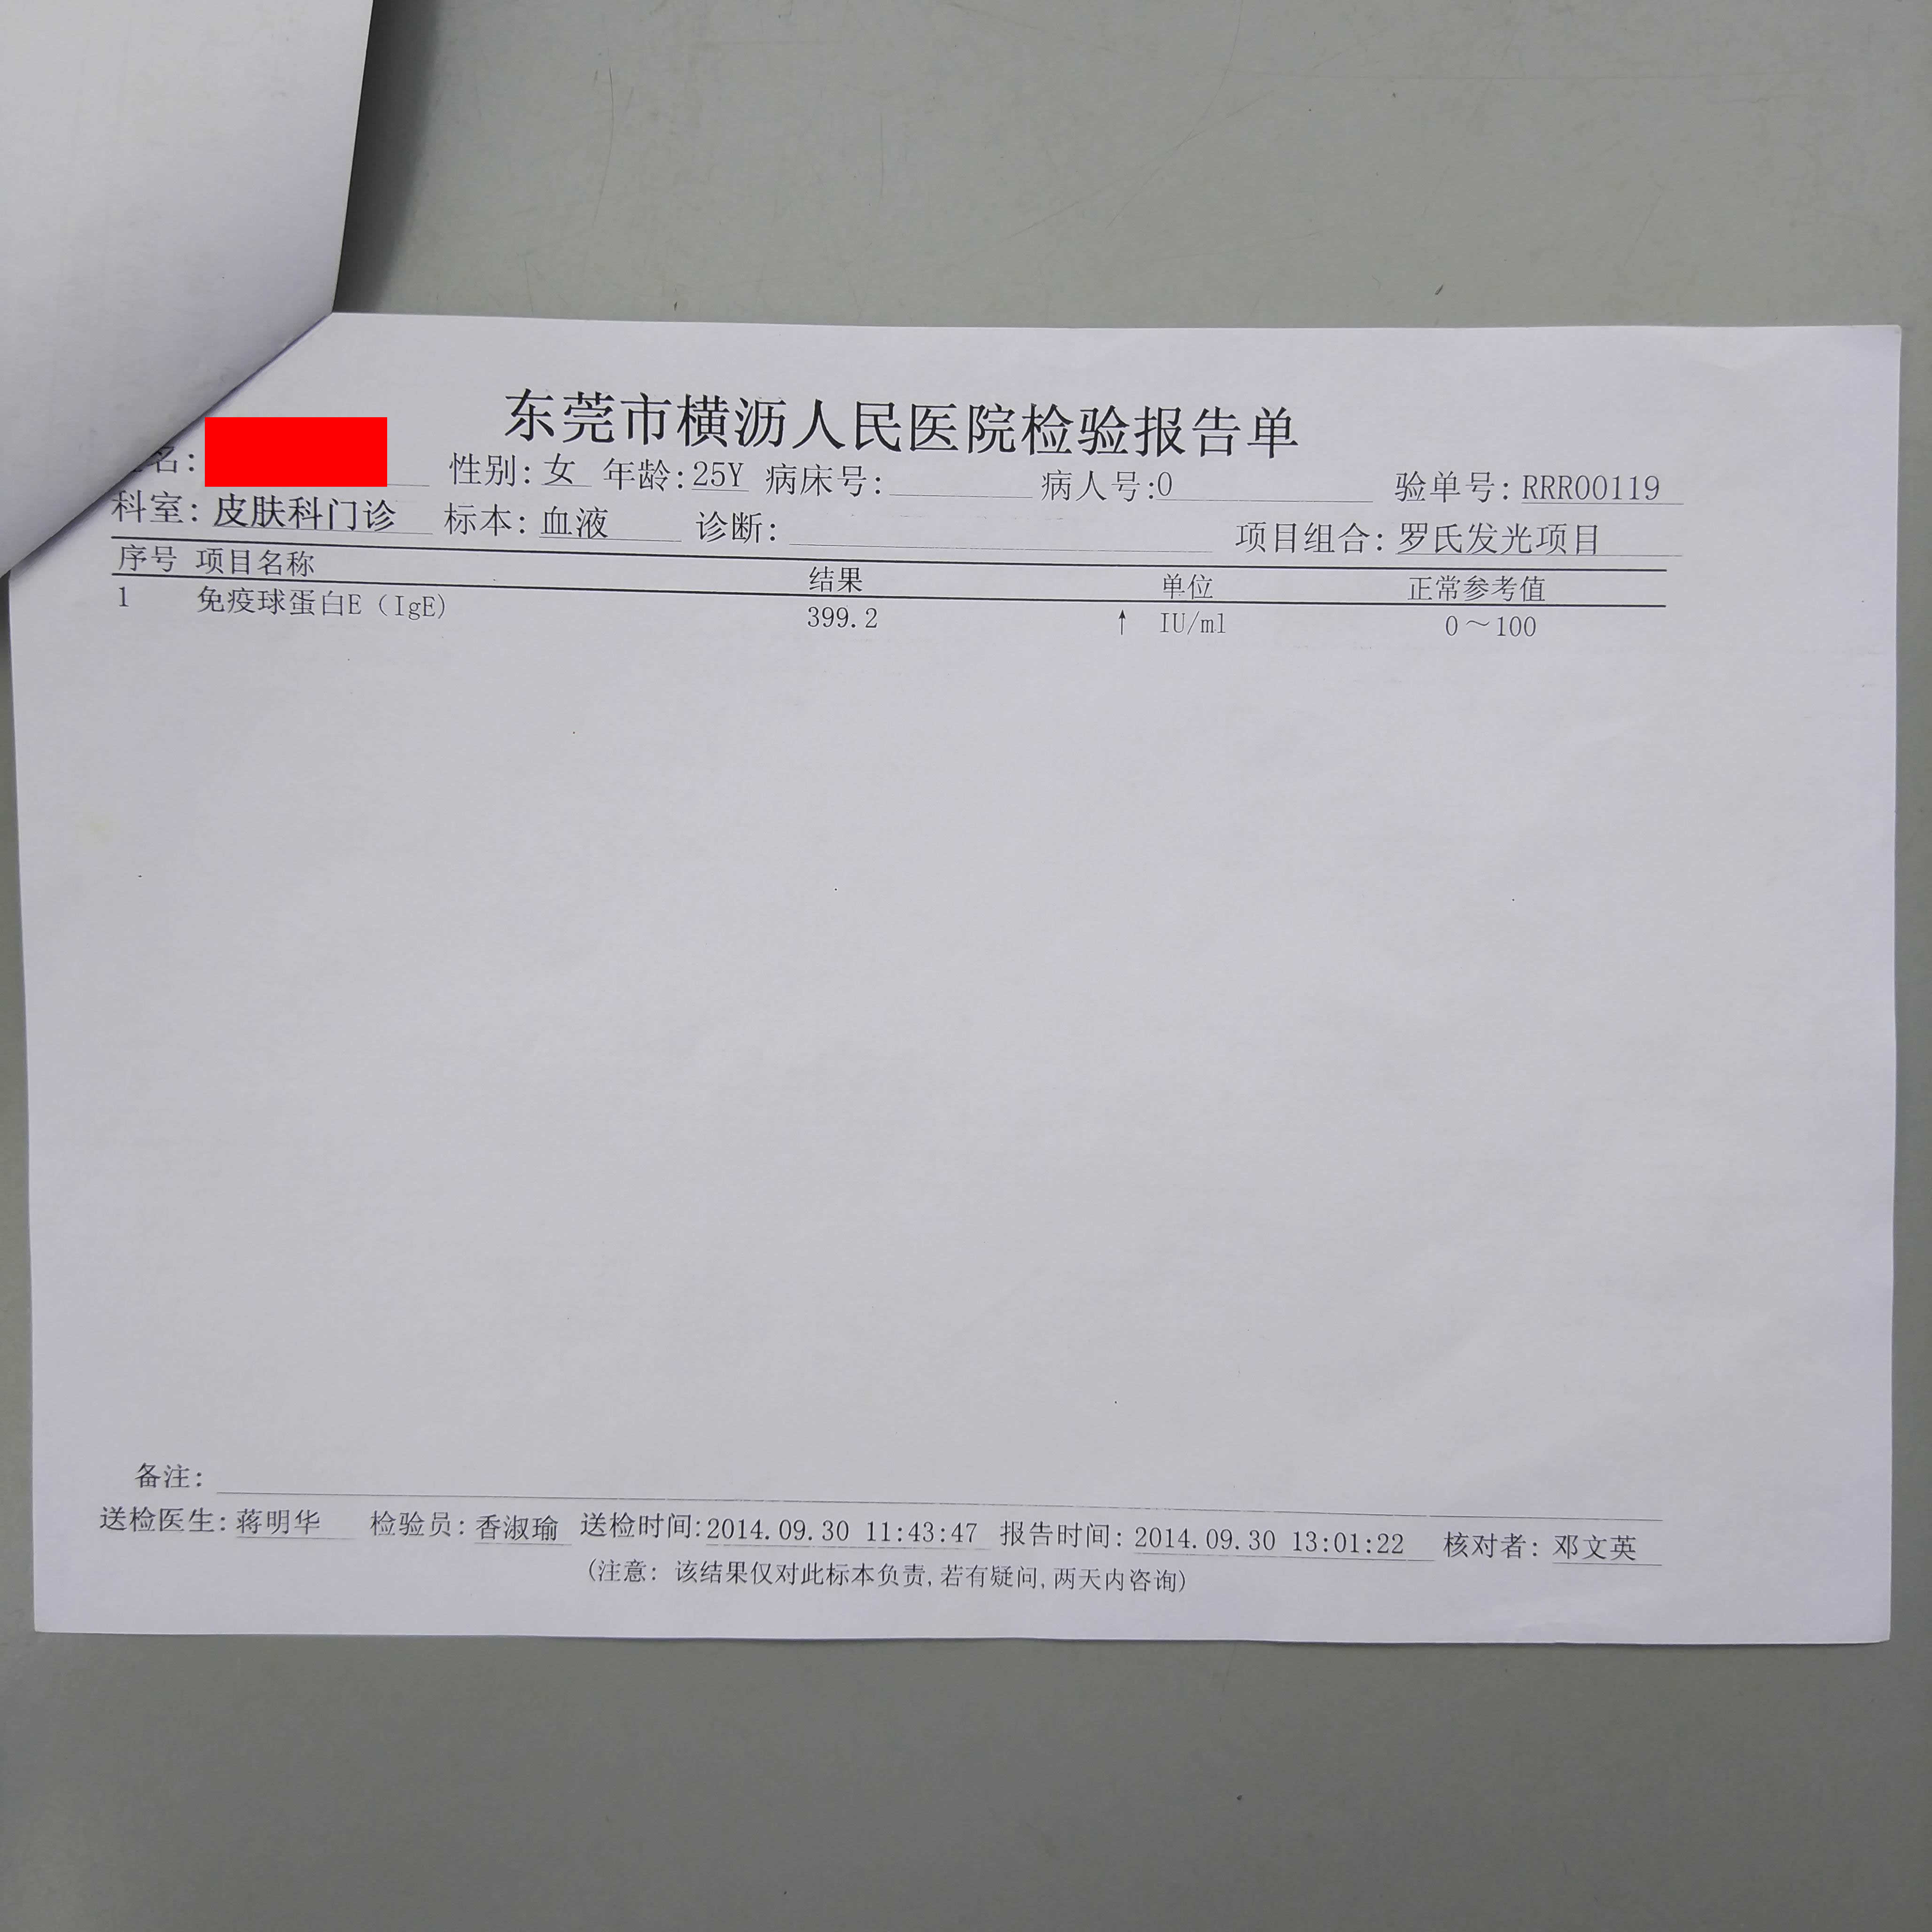 东莞市横沥人民医院检验报告单
名: 性别: 女 年龄: 25Y 病床号: 病人号:0 验单号: RRR00119
科室: 皮肤科门诊 标本: 血液 诊断: 项目组合: 罗氏发光项目
序号 项目名称 结果 单位 正常参考值
1 免疫球蛋白E（IgE) 399.2 ↑ IU/ml 0～100
备注:
送检医生: 蒋明华 检验员: 香淑瑜 送检时间: 2014.09.30 11:43:47 报告时间: 2014.09.30 13:01:22 核对者: 邓文英
(注意: 该结果仅对此标本负责,若有疑问,两天内咨询)